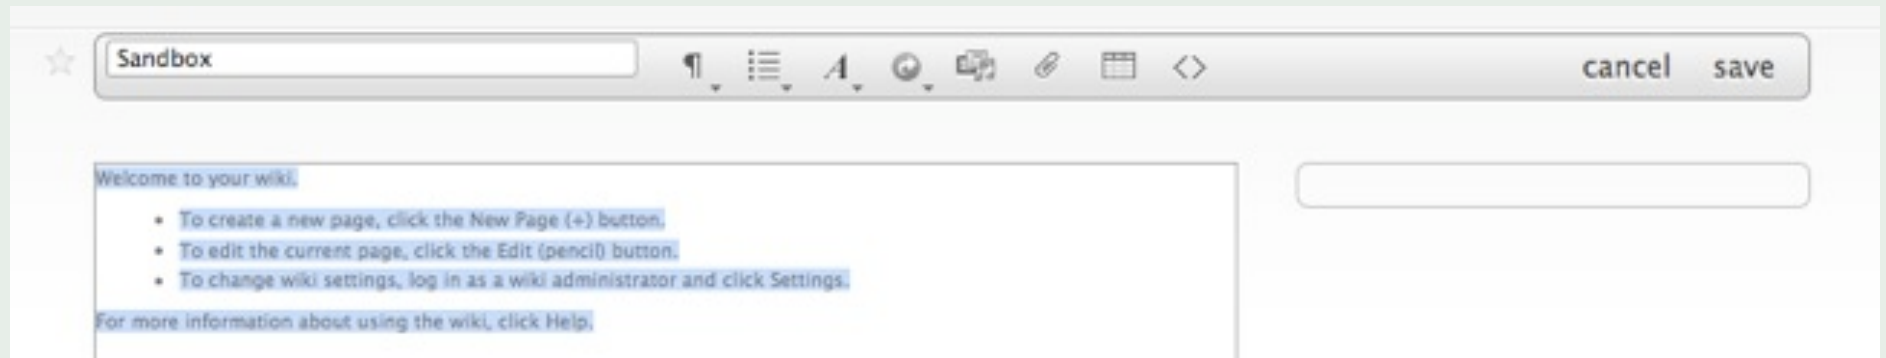 Sandbox
cancel save
Welcome to your wiki.
• To create a new page, click the New Page (+) button.
• To edit the current page, click the Edit (pencil) button.
• To change wiki settings, log in as a wiki administrator and click Settings.
For more information about using the wiki, click Help.